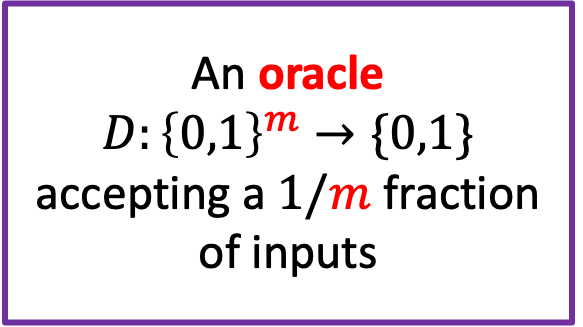 An oracle
D: {0,1}^m → {0,1}
accepting a 1/m fraction
of inputs